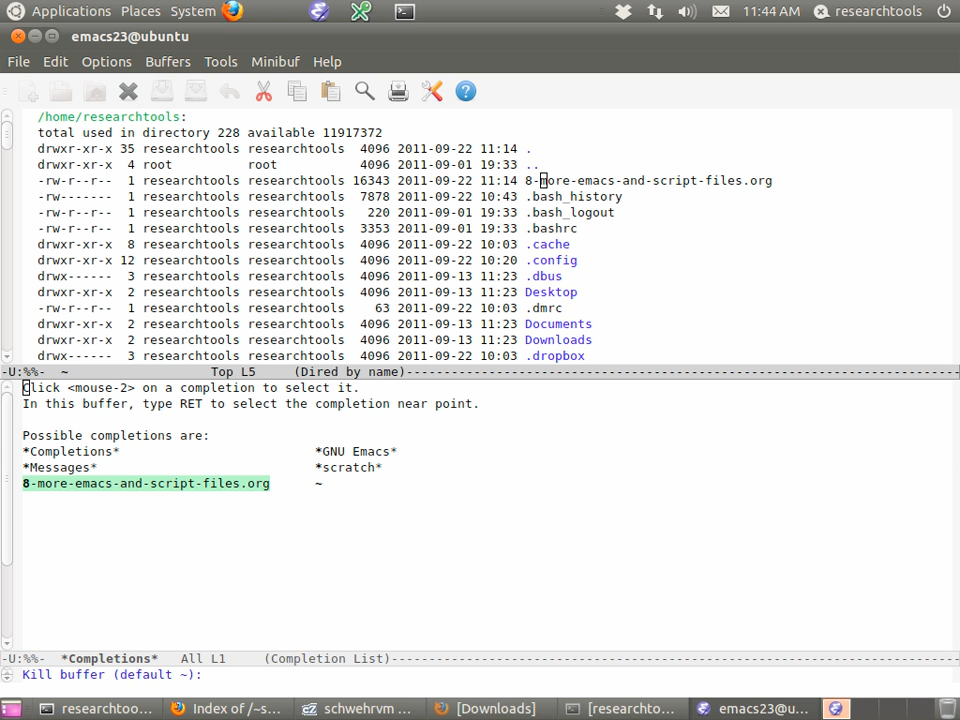 Applications Places System 11:44 AM researchtools
emacs23@ubuntu
File Edit Options Buffers Tools Minibuf Help
/home/researchtools:
total used in directory 228 available 11917372
drwxr-xr-x 35 researchtools researchtools 4096 2011-09-22 11:14 .
drwxr-xr-x 4 root root 4096 2011-09-01 19:33 ..
-rw-r--r-- 1 researchtools researchtools 16343 2011-09-22 11:14 8-more-emacs-and-script-files.org
-rw------- 1 researchtools researchtools 7878 2011-09-22 10:43 .bash_history
-rw-r--r-- 1 researchtools researchtools 220 2011-09-01 19:33 .bash_logout
-rw-r--r-- 1 researchtools researchtools 3353 2011-09-01 19:33 .bashrc
drwxr-xr-x 8 researchtools researchtools 4096 2011-09-22 10:03 .cache
drwxr-xr-x 12 researchtools researchtools 4096 2011-09-22 10:20 .config
drwx------ 3 researchtools researchtools 4096 2011-09-13 11:23 .dbus
drwxr-xr-x 2 researchtools researchtools 4096 2011-09-13 11:23 Desktop
-rw-r--r-- 1 researchtools researchtools 63 2011-09-22 10:03 .dmrc
drwxr-xr-x 2 researchtools researchtools 4096 2011-09-13 11:23 Documents
drwxr-xr-x 2 researchtools researchtools 4096 2011-09-13 11:23 Downloads
drwx------ 3 researchtools researchtools 4096 2011-09-22 10:03 .dropbox
-U:%%- ~ Top L5 (Dired by name)----------------------------------------------------------------
Click <mouse-2> on a completion to select it.
In this buffer, type RET to select the completion near point.
Possible completions are:
*Completions* *GNU Emacs*
*Messages* *scratch*
8-more-emacs-and-script-files.org ~
-U:%%- *Completions* All L1 (Completion List)----------------------------------------------------------------
Kill buffer (default ~):
researchtoo... Index of /~s... schwehrvm ... [Downloads] [researchto... emacs23@u...